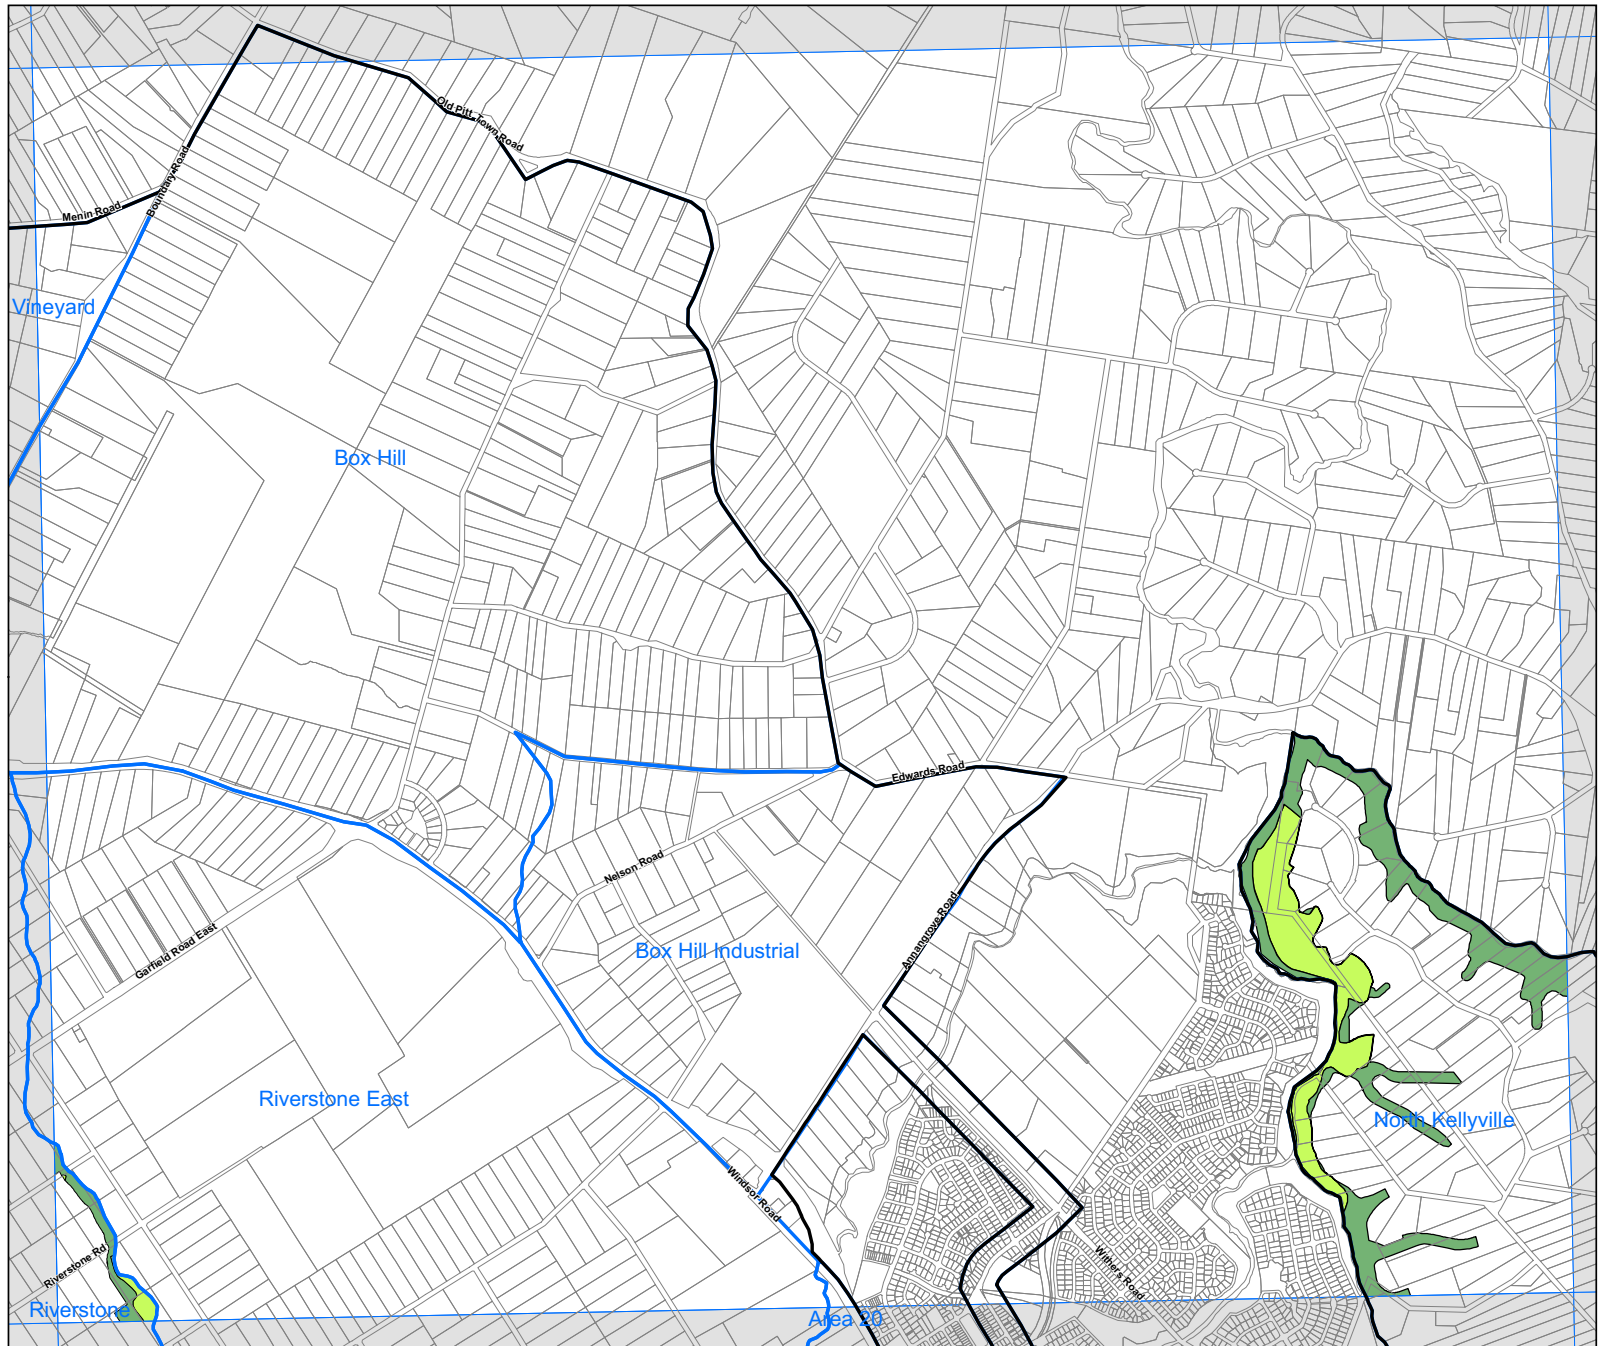 Old Pitt Town Road
Boundary Road
Menin Road
Vineyard
Box Hill
Edwards Road
Nelson Road
Annangrove Road
Garfield Road East
Box Hill Industrial
Riverstone East
North Kellyville
Windsor Road
Withers Road
Riverstone Rd
Riverstone
Area 20